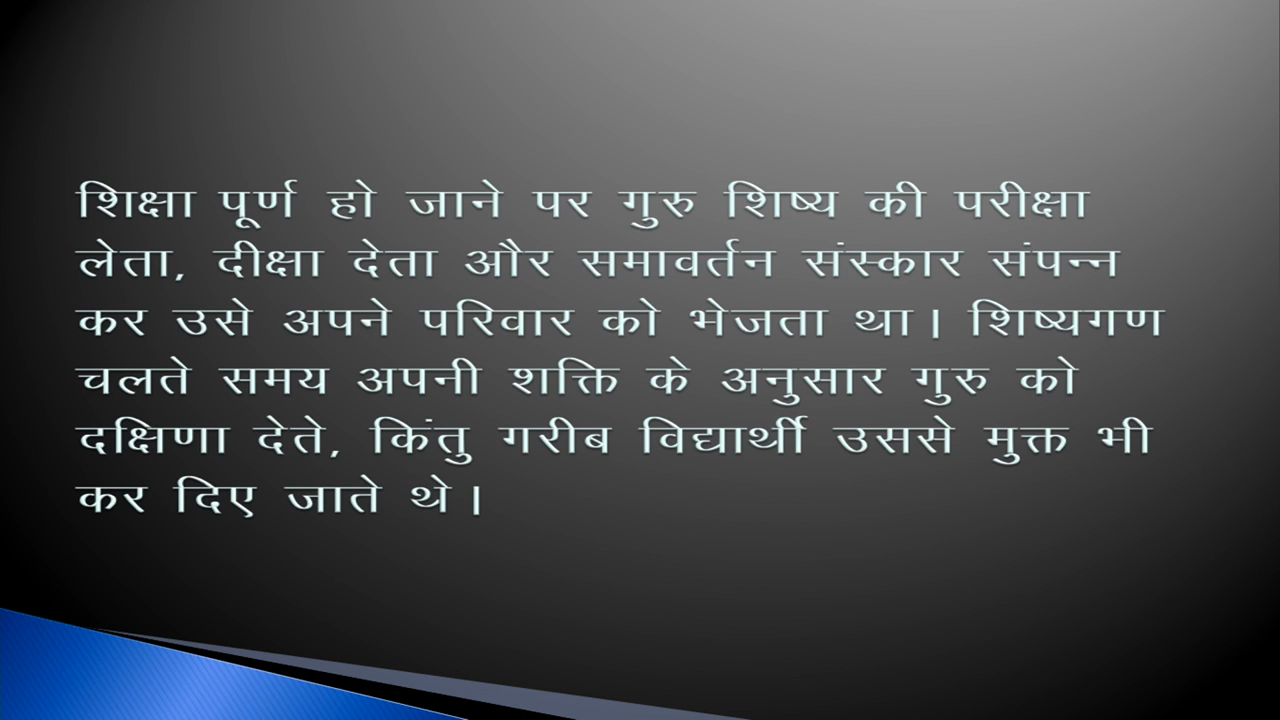 शिक्षा पूर्ण हो जाने पर गुरु शिष्य की परीक्षा
लेता, दीक्षा देता और समावर्तन संस्कार संपन्न
कर उसे अपने परिवार को भेजता था। शिष्यगण
चलते समय अपनी शक्ति के अनुसार गुरु को
दक्षिणा देते, किंतु गरीब विद्यार्थी उससे मुक्त भी
कर दिए जाते थे।